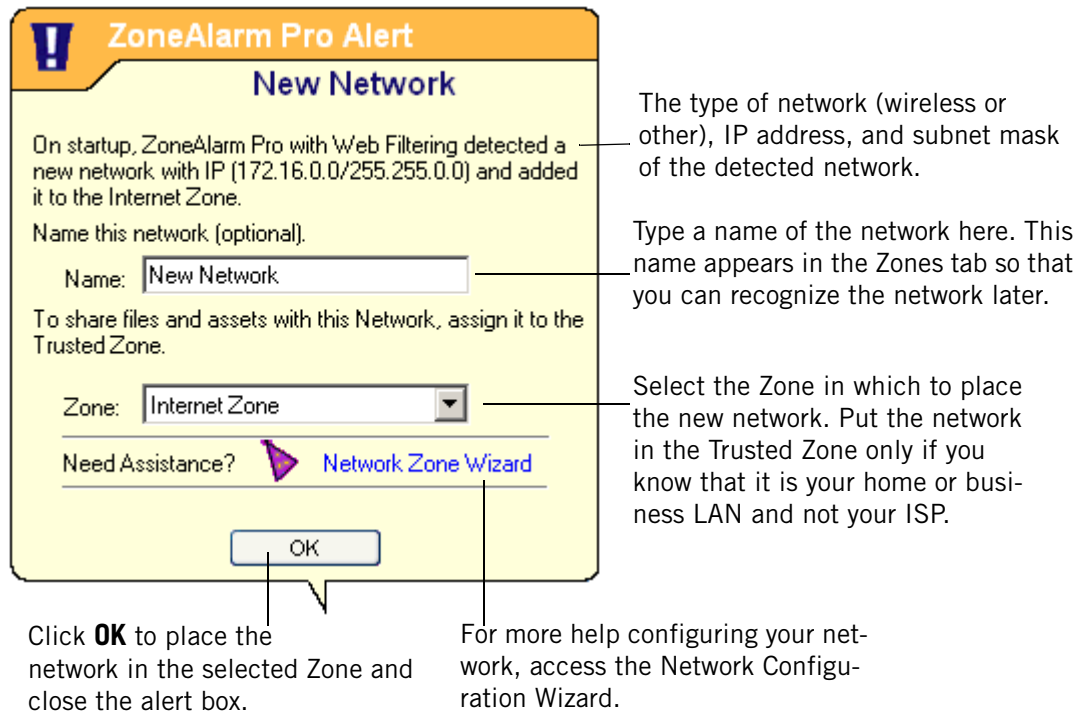 ZoneAlarm Pro Alert
New Network
On startup, ZoneAlarm Pro with Web Filtering detected a
new network with IP (172.16.0.0/255.255.0.0) and added
it to the Internet Zone.
Name this network (optional).
Name: New Network
To share files and assets with this Network, assign it to the
Trusted Zone.
Zone: Internet Zone
Need Assistance? Network Zone Wizard
OK
The type of network (wireless or
other), IP address, and subnet mask
of the detected network.
Type a name of the network here. This
name appears in the Zones tab so that
you can recognize the network later.
Select the Zone in which to place
the new network. Put the network
in the Trusted Zone only if you
know that it is your home or busi-
ness LAN and not your ISP.
Click OK to place the
network in the selected Zone and
close the alert box.
For more help configuring your net-
work, access the Network Configu-
ration Wizard.